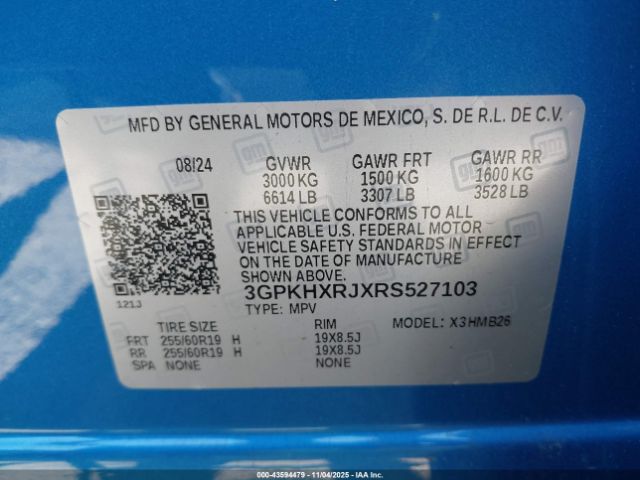 MFD BY GENERAL MOTORS DE MEXICO, S. DE R.L. DE C.V.
08/24 GVWR GAWR FRT GAWR RR
3000 KG 1500 KG 1600 KG
6614 LB 3307 LB 3528 LB
THIS VEHICLE CONFORMS TO ALL
APPLICABLE U.S. FEDERAL MOTOR
VEHICLE SAFETY STANDARDS IN EFFECT
ON THE DATE OF MANUFACTURE
SHOWN ABOVE.
3GPKHXRJXRS527103
121J
TYPE: MPV
TIRE SIZE RIM MODEL: X3HMB26
FRT 255/60R19 H 19X8.5J
RR 255/60R19 H 19X8.5J
SPA NONE NONE
000-43594479 - 11/04/2025 - IAA Inc.